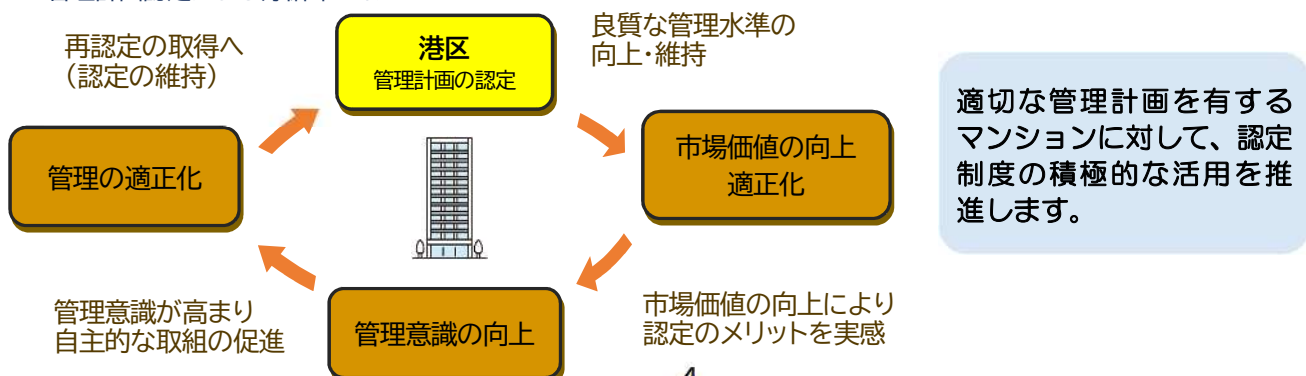 再認定の取得へ
（認定の維持）
港区
管理計画の認定
良質な管理水準の
向上・維持
適切な管理計画を有する
マンションに対して、認定
制度の積極的な活用を推
進します。
管理の適正化
市場価値の向上
適正化
管理意識が高まり
自主的な取組の促進
管理意識の向上
市場価値の向上により
認定のメリットを実感